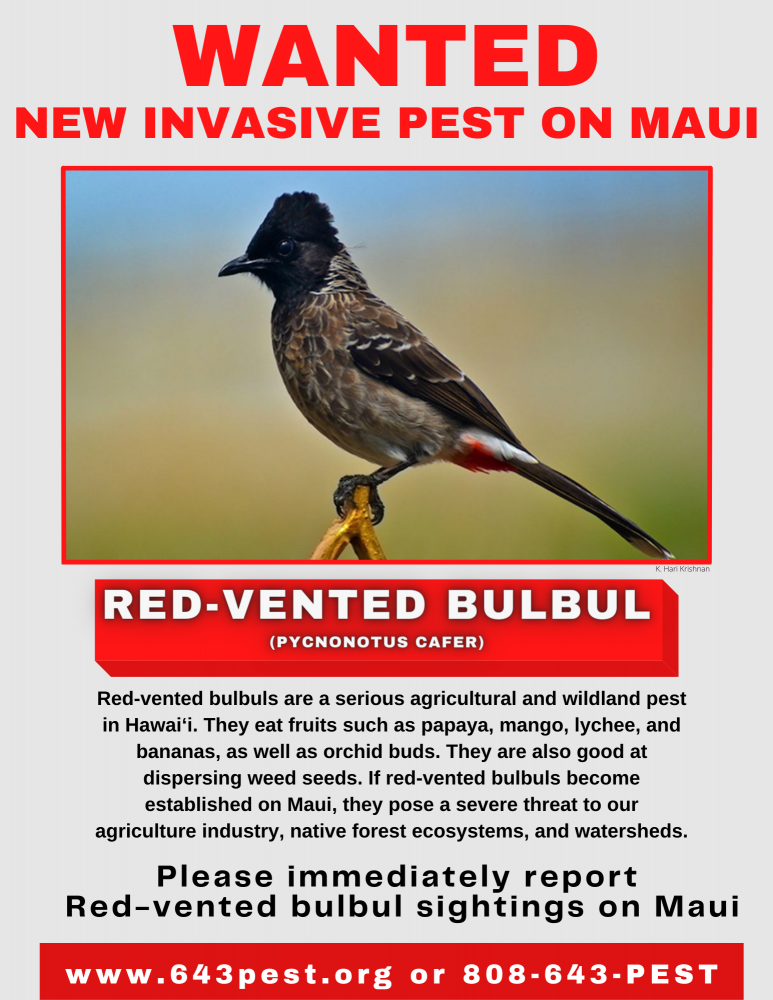 WANTED
NEW INVASIVE PEST ON MAUI
K. Hari Krishnan
RED-VENTED BULBUL
(PYCNONOTUS CAFER)
Red-vented bulbuls are a serious agricultural and wildland pest
in Hawaiʻi. They eat fruits such as papaya, mango, lychee, and
bananas, as well as orchid buds. They are also good at
dispersing weed seeds. If red-vented bulbuls become
established on Maui, they pose a severe threat to our
agriculture industry, native forest ecosystems, and watersheds.
Please immediately report
Red-vented bulbul sightings on Maui
www.643pest.org or 808-643-PEST